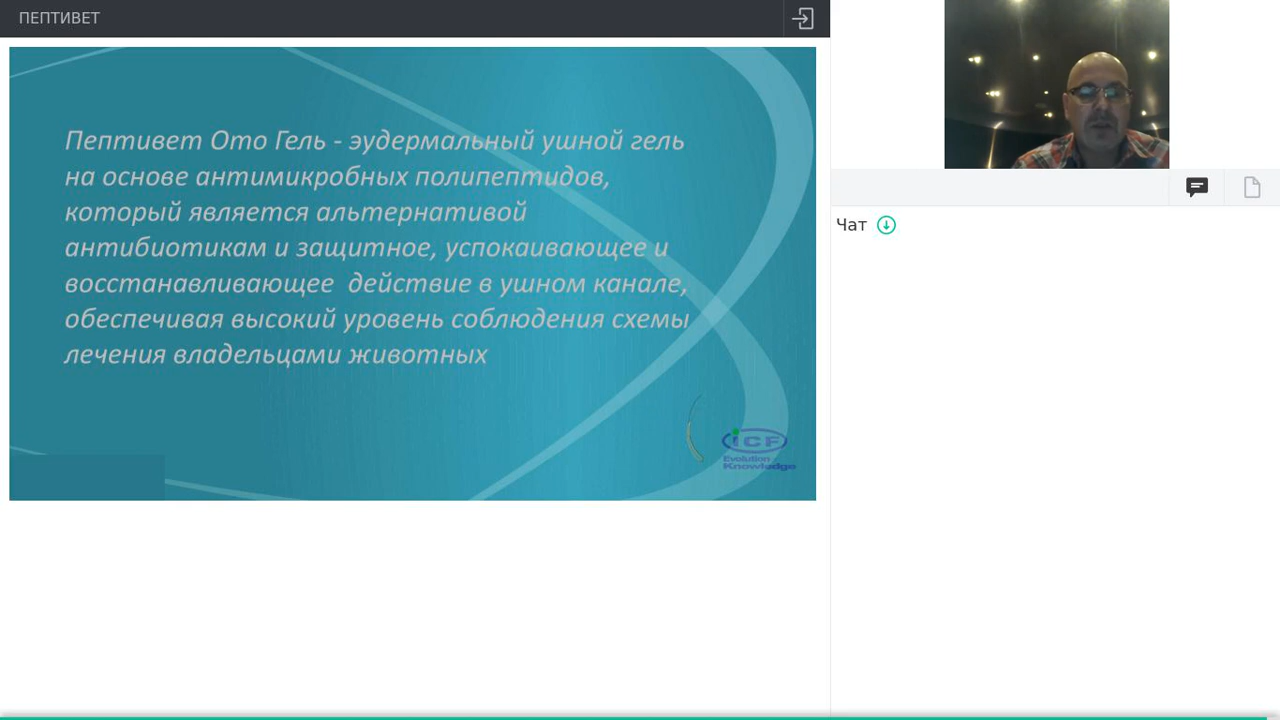 ПЕПТИВЕТ
Пептивет Ото Гель - эудермальный ушной гель
на основе антимикробных полипептидов,
который является альтернативой
антибиотикам и защитное, успокаивающее и
восстанавливающее  действие в ушном канале,
обеспечивая высокий уровень соблюдения схемы
лечения владельцами животных
iCF
Evolution
Knowledge
Чат